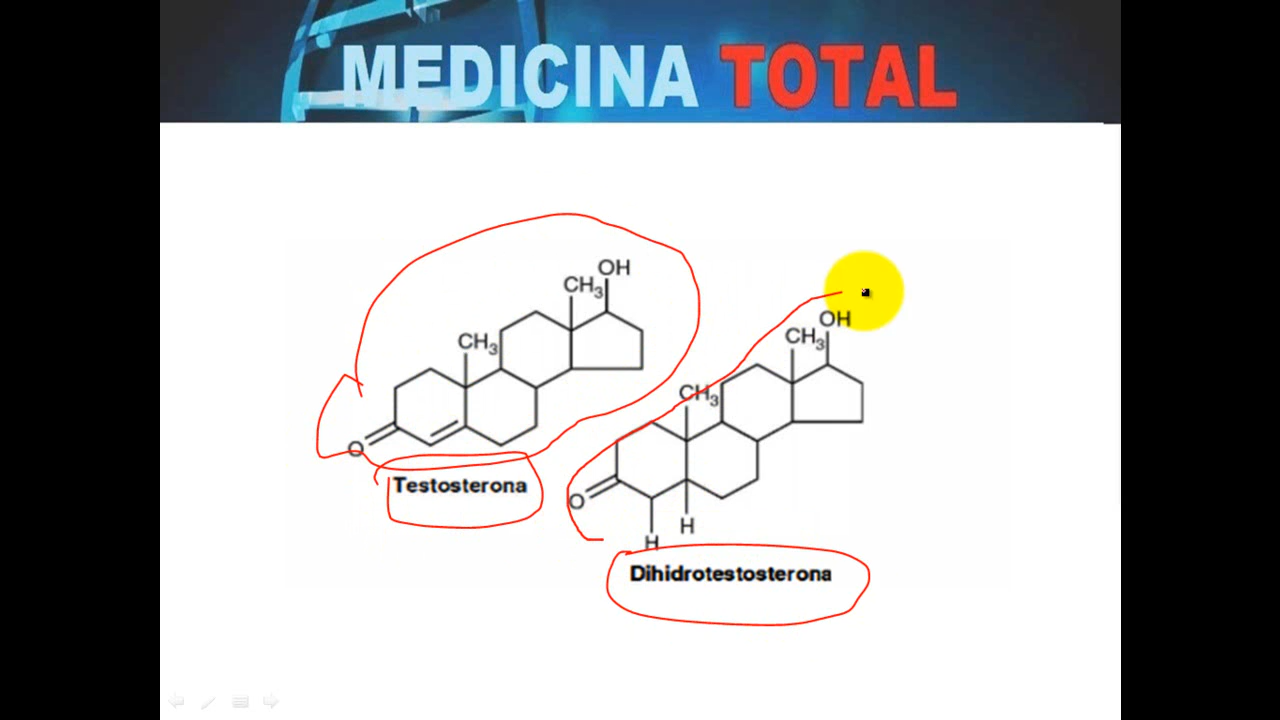 MEDICINA TOTAL
OH
CH3
CH3
O
Testosterona
OH
CH3
CH3
O
H
H
Dihidrotestosterona